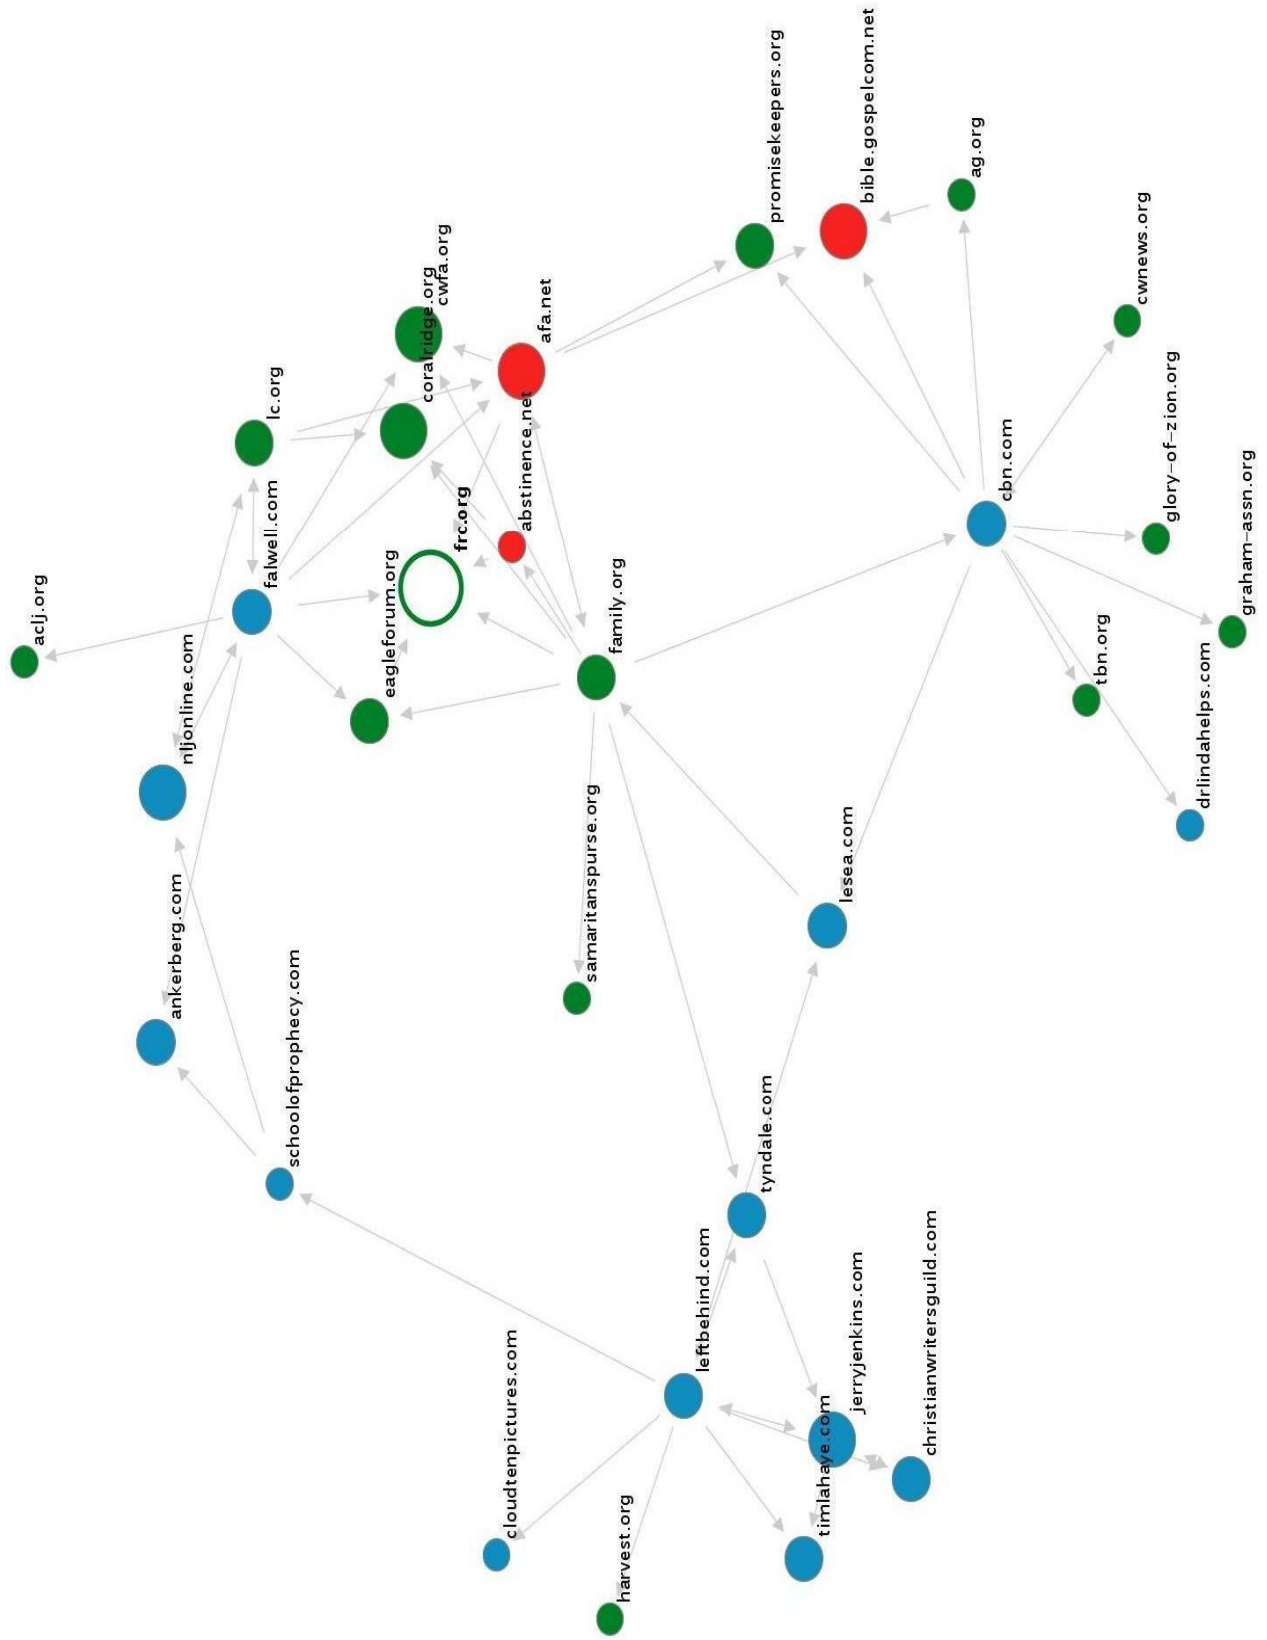 bible.gospelcom.net
promisekeepers.org
ag.org
cwnews.org
cwfa.org
coralridge.org
afa.net
lc.org
abstinence.net
glory-of-zion.org
cbn.com
graham-assn.org
falwell.com
frc.org
eagleforum.org
family.org
aclj.org
nljonline.com
tbn.org
drlindahelps.com
samaritanspurse.org
lesea.com
ankerberg.com
schoolofprophecy.com
tyndale.com
leftbehind.com
jerryjenkins.com
christianwritersguild.com
cloudtenpictures.com
timlahaye.com
harvest.org